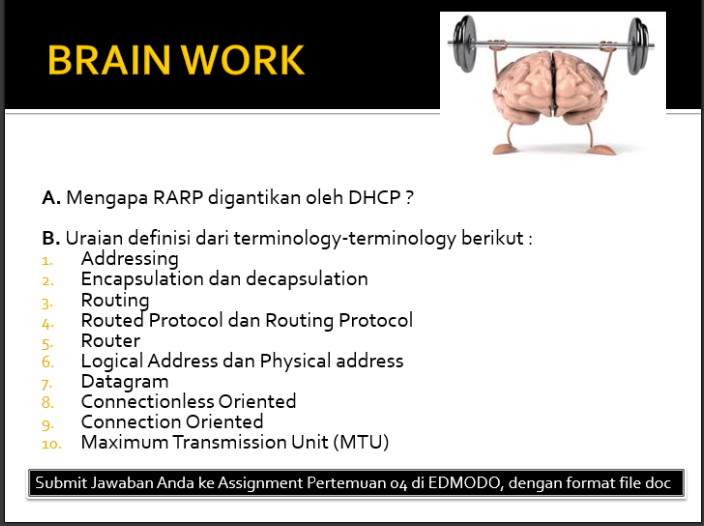 BRAIN WORK
A. Mengapa RARP digantikan oleh DHCP ?
B. Uraian definisi dari terminology-terminology berikut :
1. Addressing
2. Encapsulation dan decapsulation
3. Routing
4. Routed Protocol dan Routing Protocol
5. Router
6. Logical Address dan Physical address
7. Datagram
8. Connectionless Oriented
9. Connection Oriented
10. Maximum Transmission Unit (MTU)
Submit Jawaban Anda ke Assignment Pertemuan 04 di EDMODO, dengan format file doc